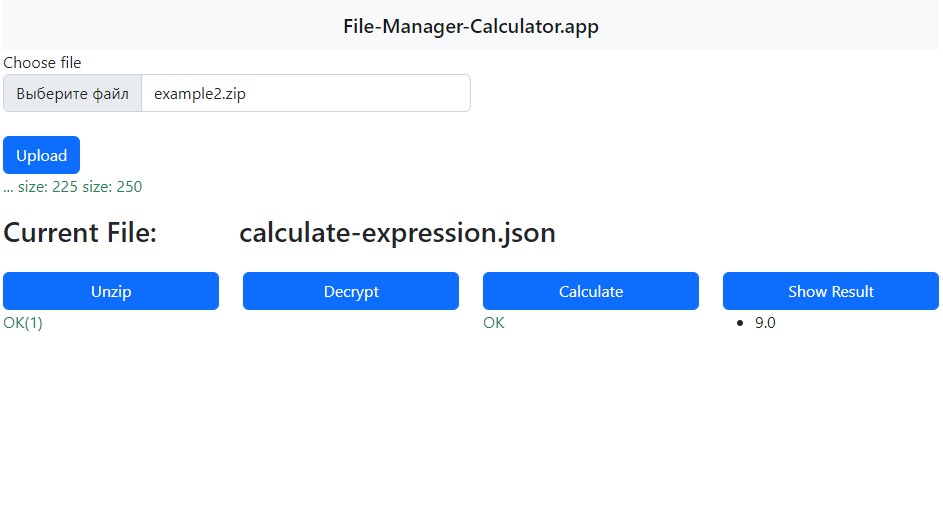 File-Manager-Calculator.app
Choose file
Выберите файл example2.zip
Upload
... size: 225 size: 250
Current File: calculate-expression.json
Unzip Decrypt Calculate Show Result
OK(1) OK • 9.0